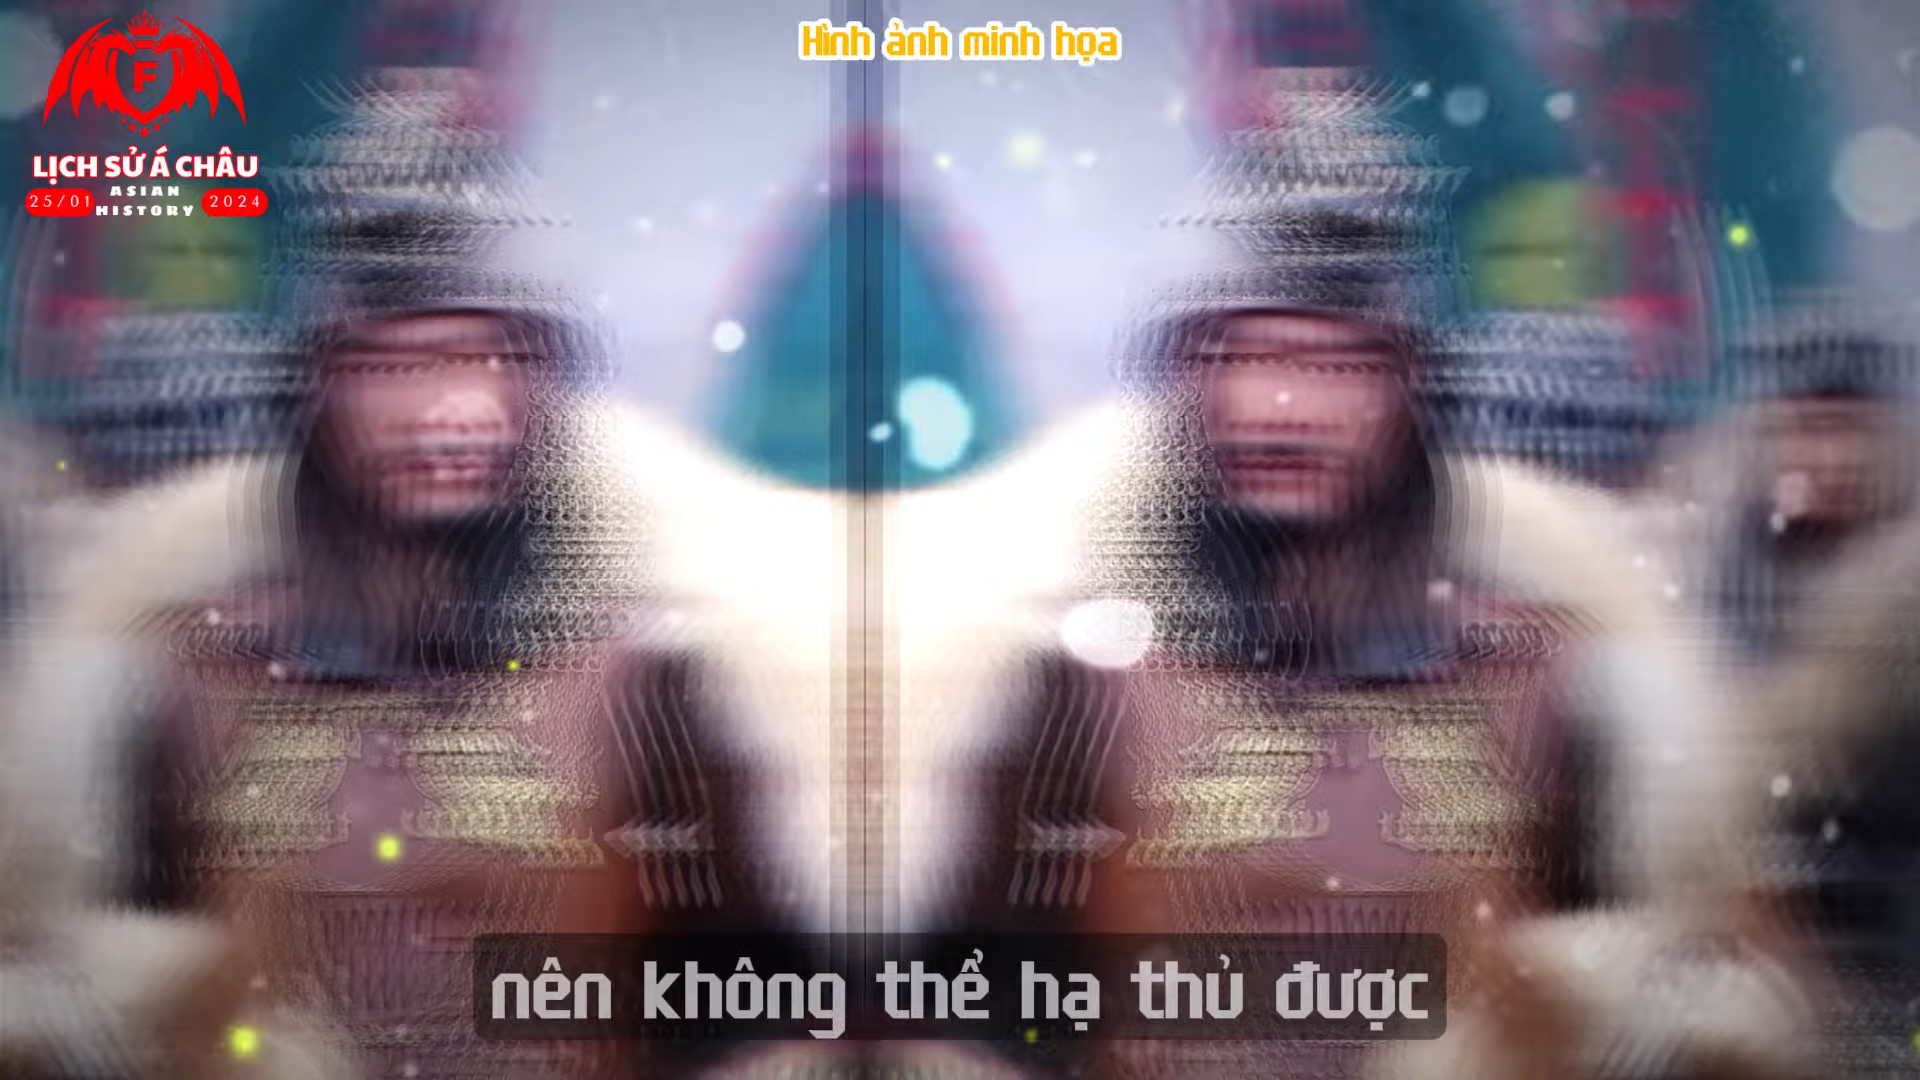 Hình ảnh minh họa
F
LỊCH SỬ Á CHÂU
ASIAN
25/01 HISTORY 2024
nên không thể hạ thủ được